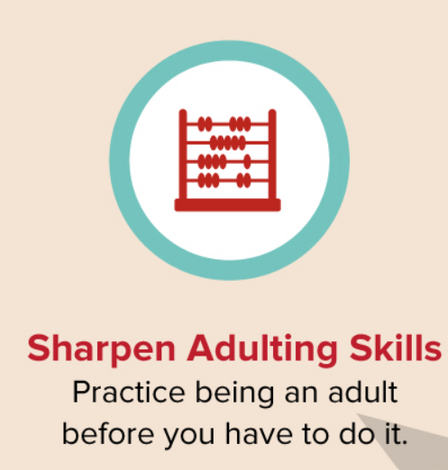 Sharpen Adulting Skills
Practice being an adult
before you have to do it.